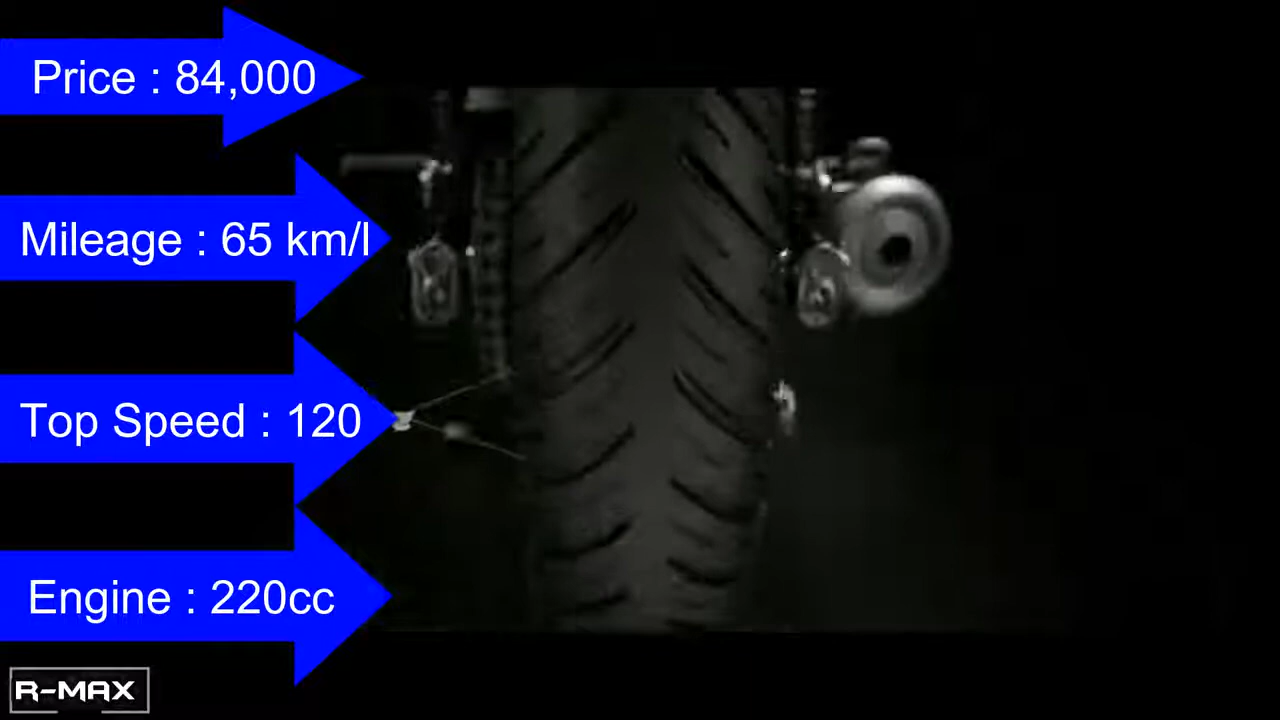 Price : 84,000
Mileage : 65 km/l
Top Speed : 120
Engine : 220cc
R-MAX